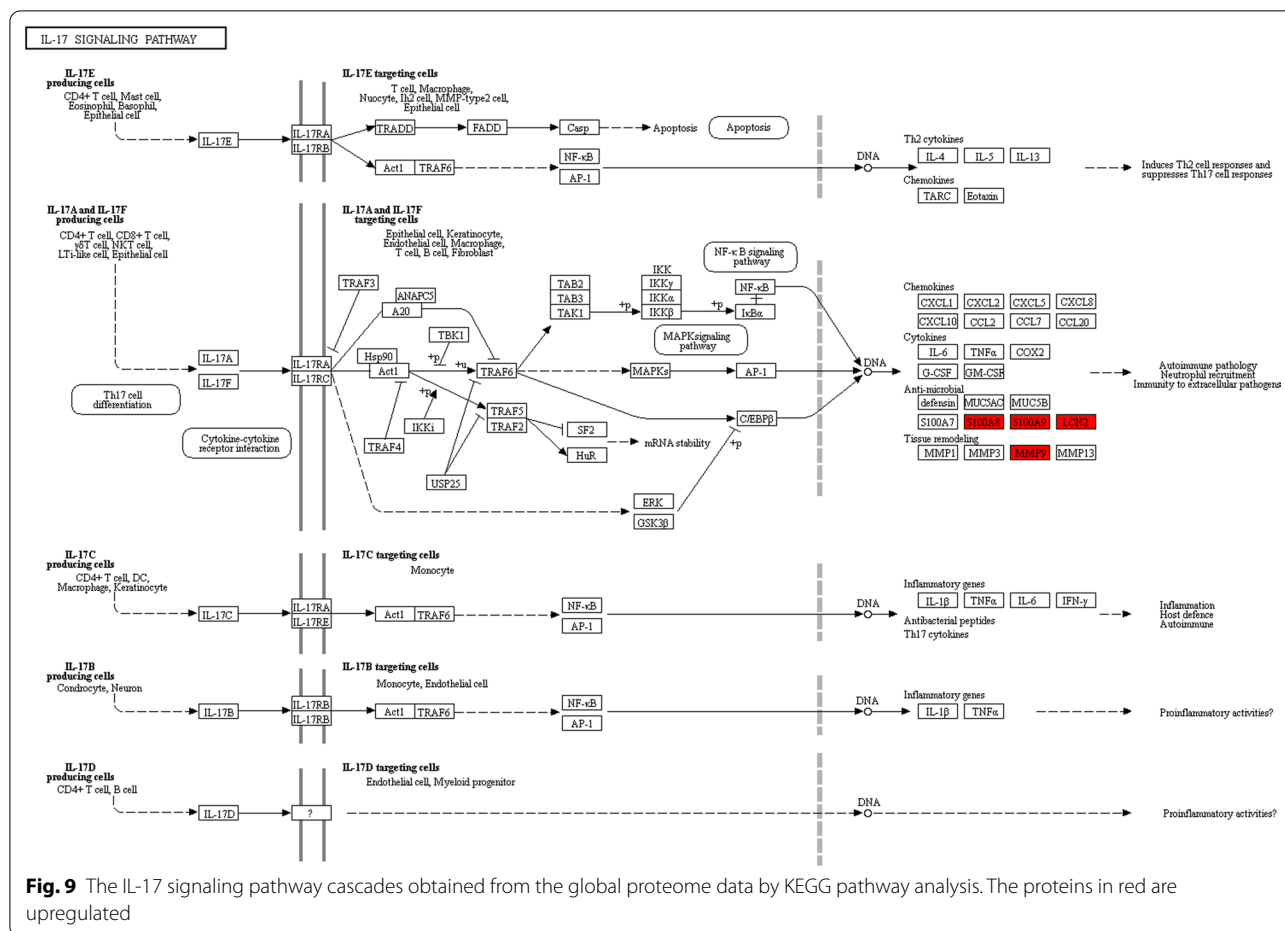 IL-17 SIGNALING PATHWAY
IL-17E
producing cells
CD4+ T cell, Mast cell,
Eosinophil, Basophil,
Epithelial cell
IL-17E
IL-17RA
IL-17RB
IL-17E targeting cells
T cell, Macrophage,
Nuocyte, Ih2 cell, MMP-type2 cell,
Epithelial cell
TRADD
FADD
Casp
Apoptosis
Apoptosis
Act1
TRAF6
NF-κB
AP-1
DNA
Th2 cytokines
IL-4
IL-5
IL-13
Chemokines
TARC
Eotaxin
Induces Th2 cell responses and
suppresses Th17 cell responses
IL-17A and IL-17F
producing cells
CD4+ T cell, CD8+ T cell,
γδT cell, NKT cell,
LTi-like cell, Epithelial cell
IL-17A
IL-17F
Th17 cell
differentiation
Cytokine-cytokine
receptor interaction
IL-17RA
IL-17RC
IL-17A and IL-17F
targeting cells
Epithelial cell, Keratinocyte,
Endothelial cell, Macrophage,
T cell, B cell, Fibroblast
TRAF3
ANAPC5
A20
TBK1
+p
+u
Hsp90
Act1
TRAF6
+p
IKKi
TRAF4
TRAF5
TRAF2
USP25
SF2
HuR
mRNA stability
TAB2
TAB3
TAK1
+p
IKK
IKKγ
IKKα
IKKβ
+p
NF-κB
IκBα
NF-κ B signaling
pathway
MAPK signaling
pathway
MAPKs
AP-1
C/EBPβ
+p
ERK
GSK3β
DNA
Chemokines
CXCL1
CXCL2
CXCL5
CXCL8
CXCL10
CCL2
CCL7
CCL20
Cytokines
IL-6
TNFα
COX2
G-CSF
GM-CSF
Anti-microbial
defensin
MUC5AC
MUC5B
S100A7
S100A8
S100A9
LCN2
Tissue remodeling
MMP1
MMP3
MMP9
MMP13
Autoimmune pathology
Neutrophil recruitment
Immunity to extracellular pathogens
IL-17C
producing cells
CD4+ T cell, DC,
Macrophage, Keratinocyte
IL-17C
IL-17RA
IL-17RE
IL-17C targeting cells
Monocyte
Act1
TRAF6
NF-κB
AP-1
DNA
Inflammatory genes
IL-1β
TNFα
IL-6
IFN-γ
Antibacterial peptides
Th17 cytokines
Inflammation
Host defence
Autoimmune
IL-17B
producing cells
Condrocyte, Neuron
IL-17B
IL-17RB
IL-17RB
IL-17B targeting cells
Monocyte, Endothelial cell
Act1
TRAF6
NF-κB
AP-1
DNA
Inflammatory genes
IL-1β
TNFα
Proinflammatory activities?
IL-17D
producing cells
CD4+ T cell, B cell
IL-17D
?
IL-17D targeting cells
Endothelial cell, Myeloid progenitor
DNA
Proinflammatory activities?
Fig. 9 The IL-17 signaling pathway cascades obtained from the global proteome data by KEGG pathway analysis. The proteins in red are
upregulated